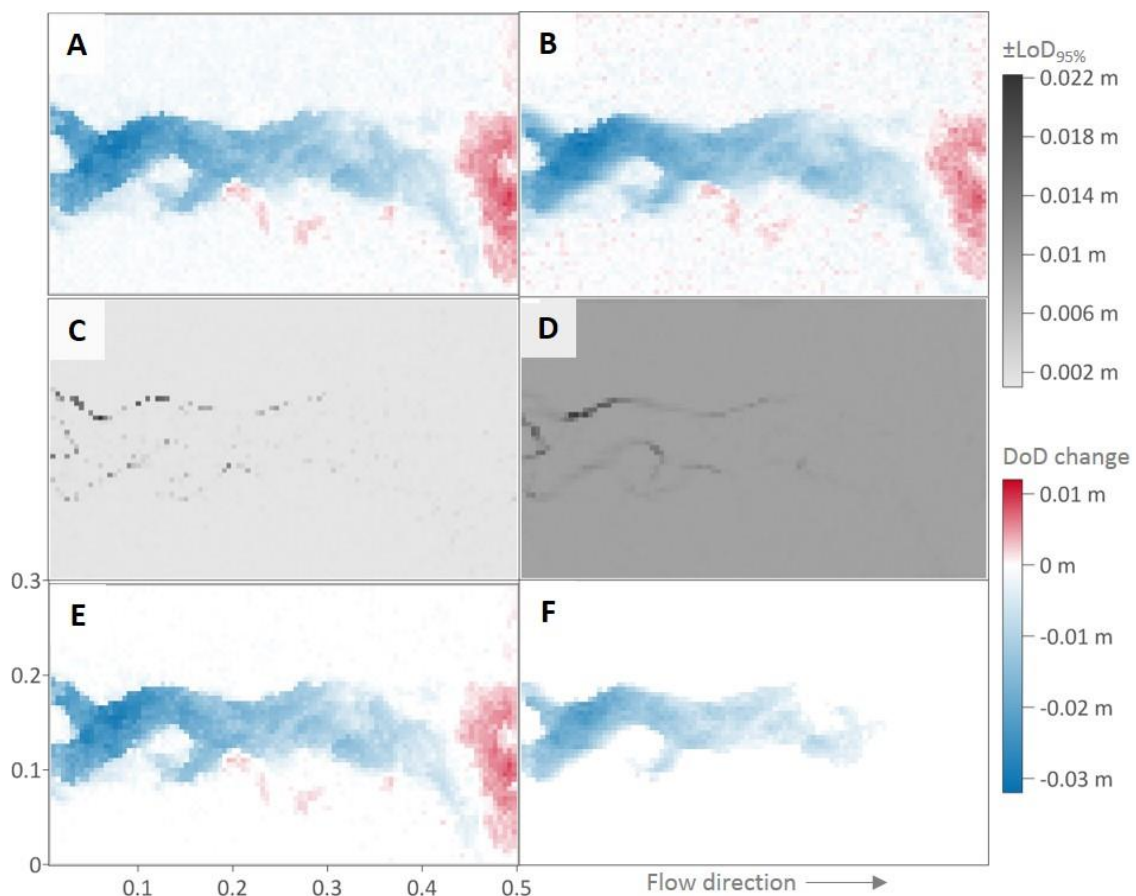 A
B
±LoD95%
0.022 m
0.018 m
0.014 m
0.01 m
0.006 m
0.002 m
C
D
DoD change
0.01 m
0 m
-0.01 m
-0.02 m
-0.03 m
E
F
0.3
0.2
0.1
0
0.1 0.2 0.3 0.4 0.5
Flow direction